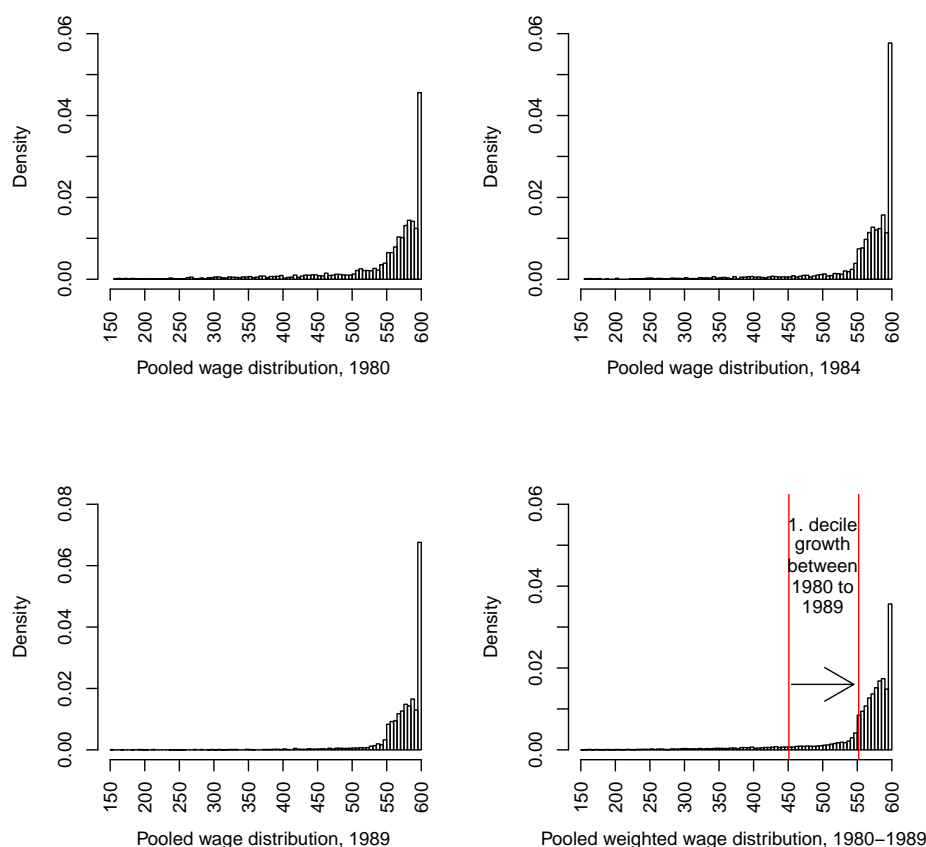 Density
0.00 0.02 0.04 0.06
150 200 250 300 350 400 450 500 550 600
Pooled wage distribution, 1980
Density
0.00 0.02 0.04 0.06
150 200 250 300 350 400 450 500 550 600
Pooled wage distribution, 1984
Density
0.00 0.02 0.04 0.06 0.08
150 200 250 300 350 400 450 500 550 600
Pooled wage distribution, 1989
Density
0.00 0.02 0.04 0.06
1. decile
growth
between
1980 to
1989
150 200 250 300 350 400 450 500 550 600
Pooled weighted wage distribution, 1980–1989